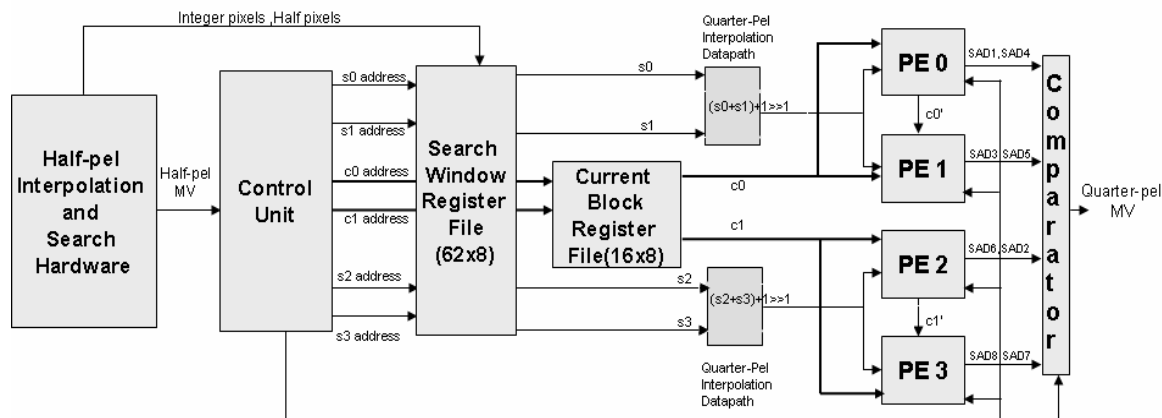 Integer pixels ,Half pixels
Half-pel
Interpolation
and
Search
Hardware
Half-pel
MV
Control
Unit
s0 address
s1 address
c0 address
c1 address
s2 address
s3 address
Search
Window
Register
File
(62x8)
Current
Block
Register
File(16x8)
s0
s1
c0
c1
s2
s3
Quarter-Pel
Interpolation
Datapath
(s0+s1)+1>>1
(s2+s3)+1>>1
Quarter-Pel
Interpolation
Datapath
PE 0
c0'
PE 1
PE 2
c1'
PE 3
SAD1,SAD4
SAD3,SAD5
SAD6,SAD2
SAD8,SAD7
Comparator
Quarter-pel
MV